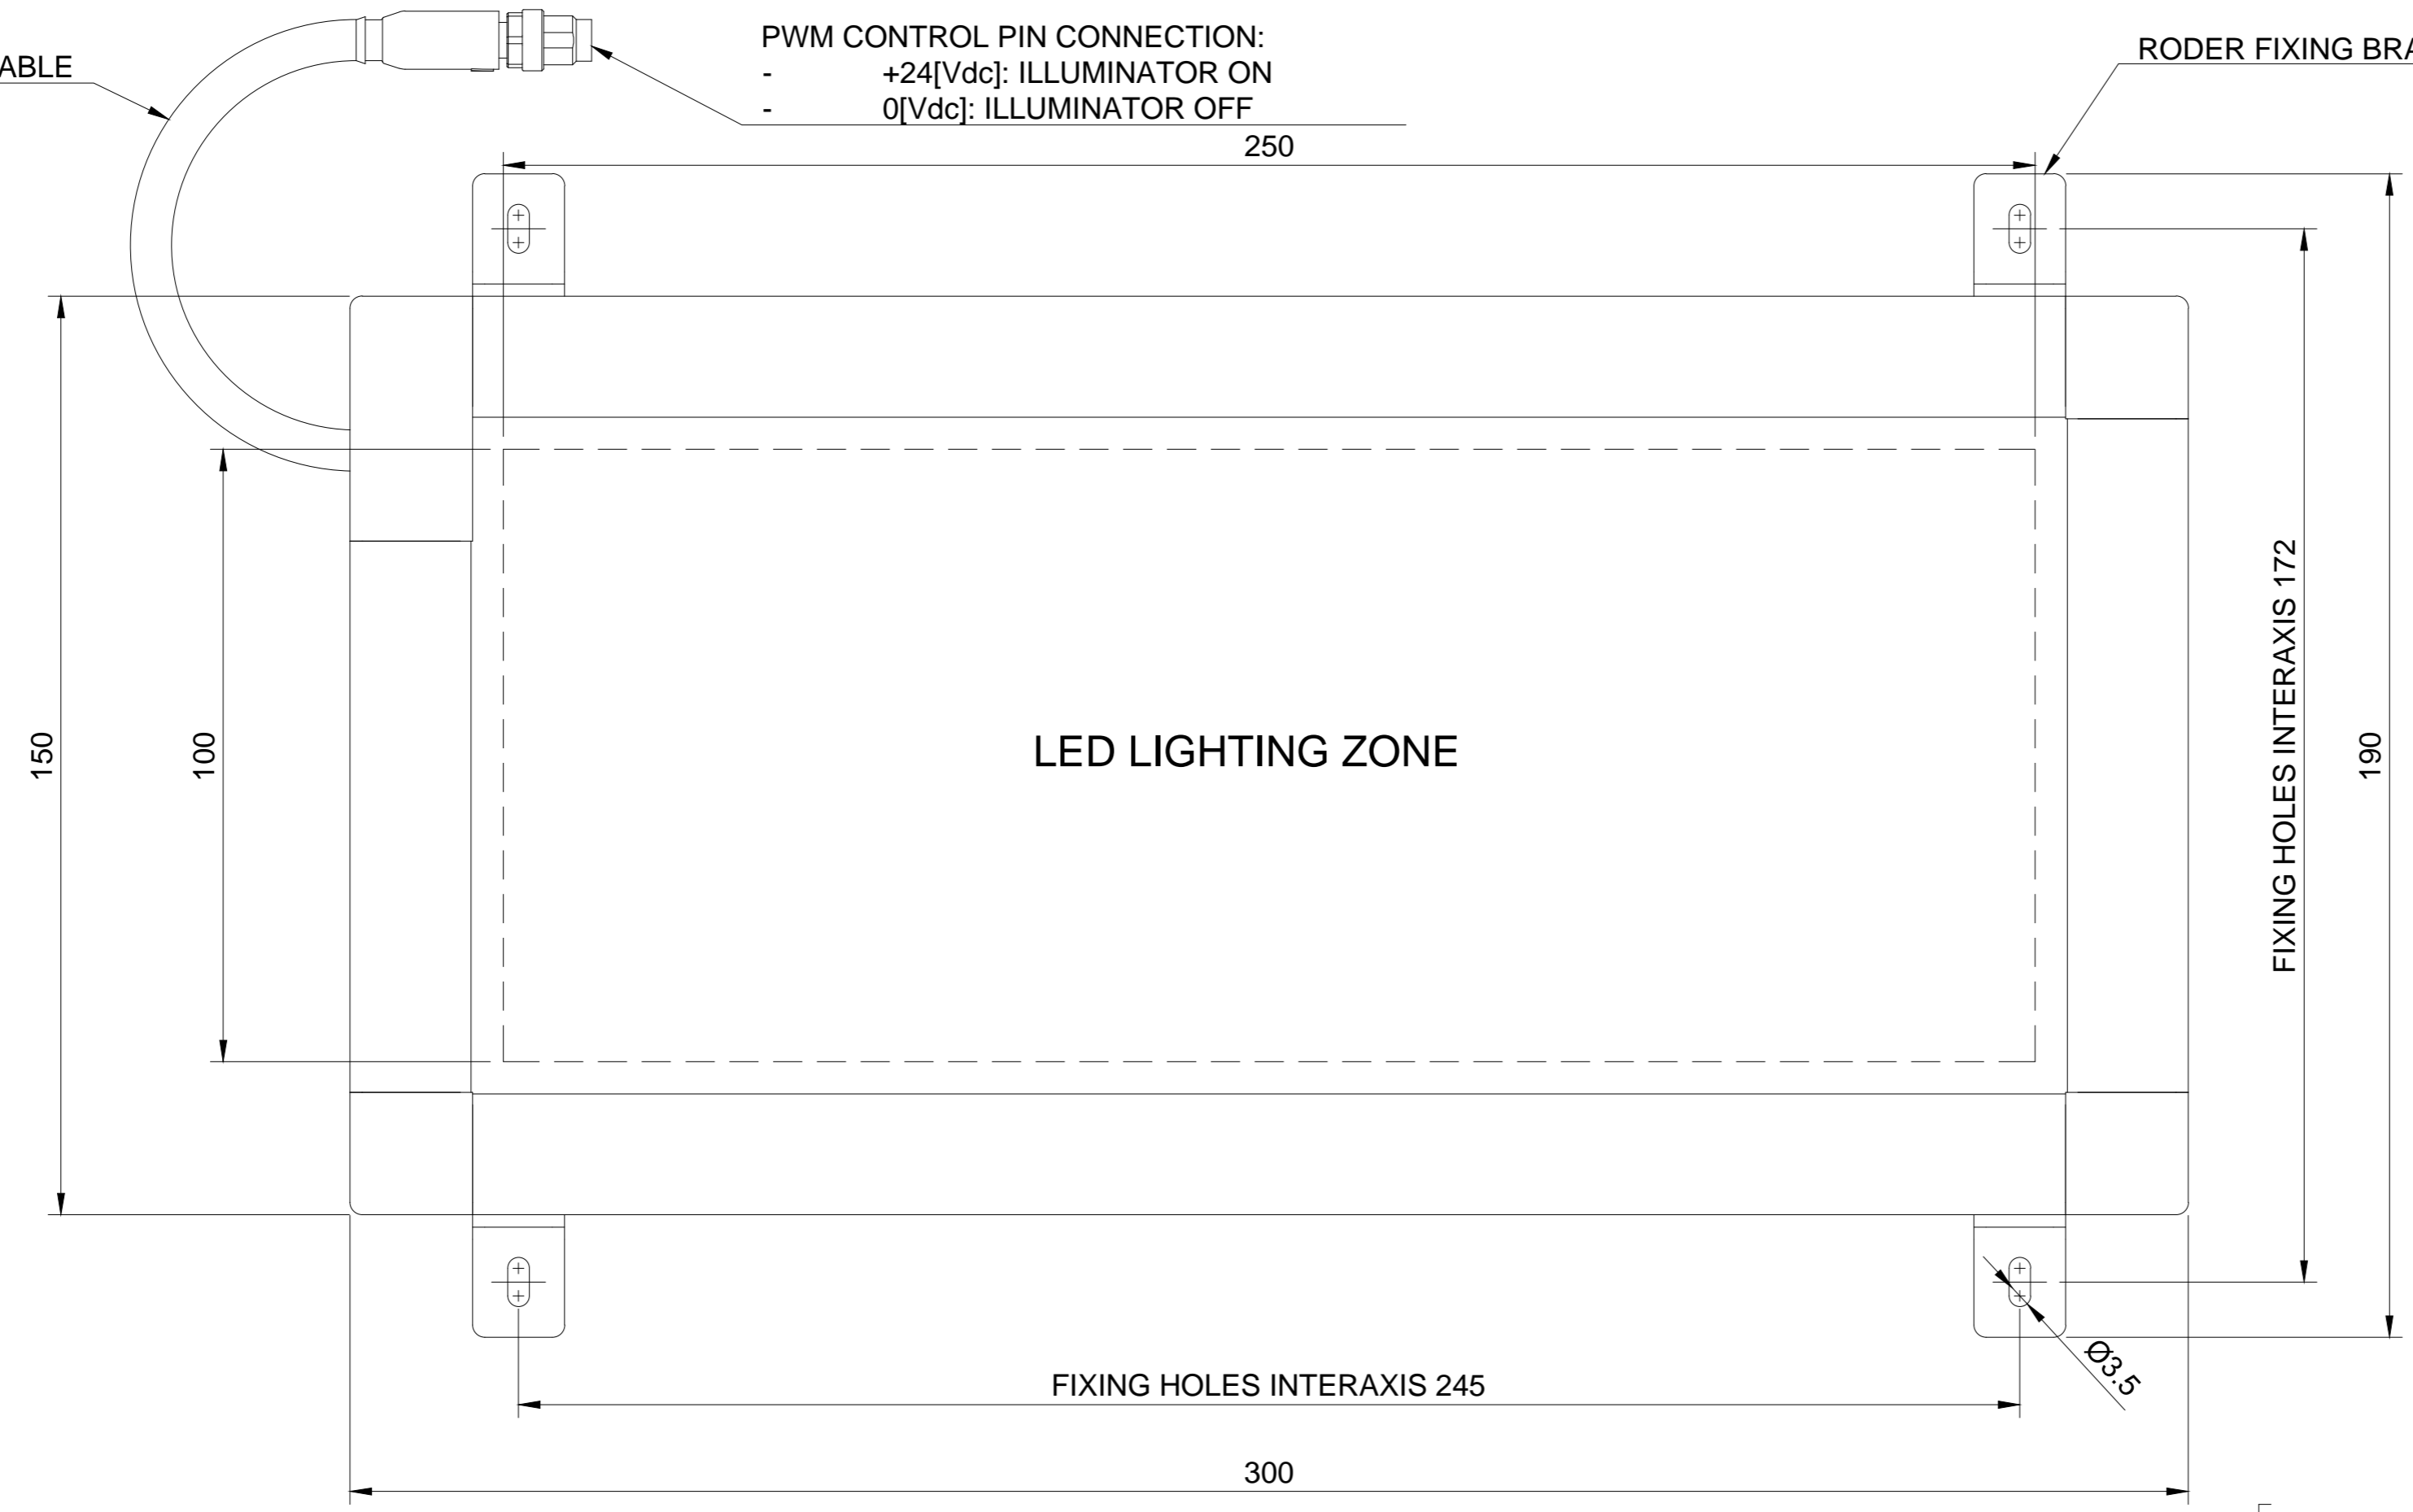 PWM CONTROL PIN CONNECTION:
- +24[Vdc]: ILLUMINATOR ON
- 0[Vdc]: ILLUMINATOR OFF
ABLE
RODER FIXING BRA
250
150
100
LED LIGHTING ZONE
FIXING HOLES INTERAXIS 172
190
Ø3.5
FIXING HOLES INTERAXIS 245
300